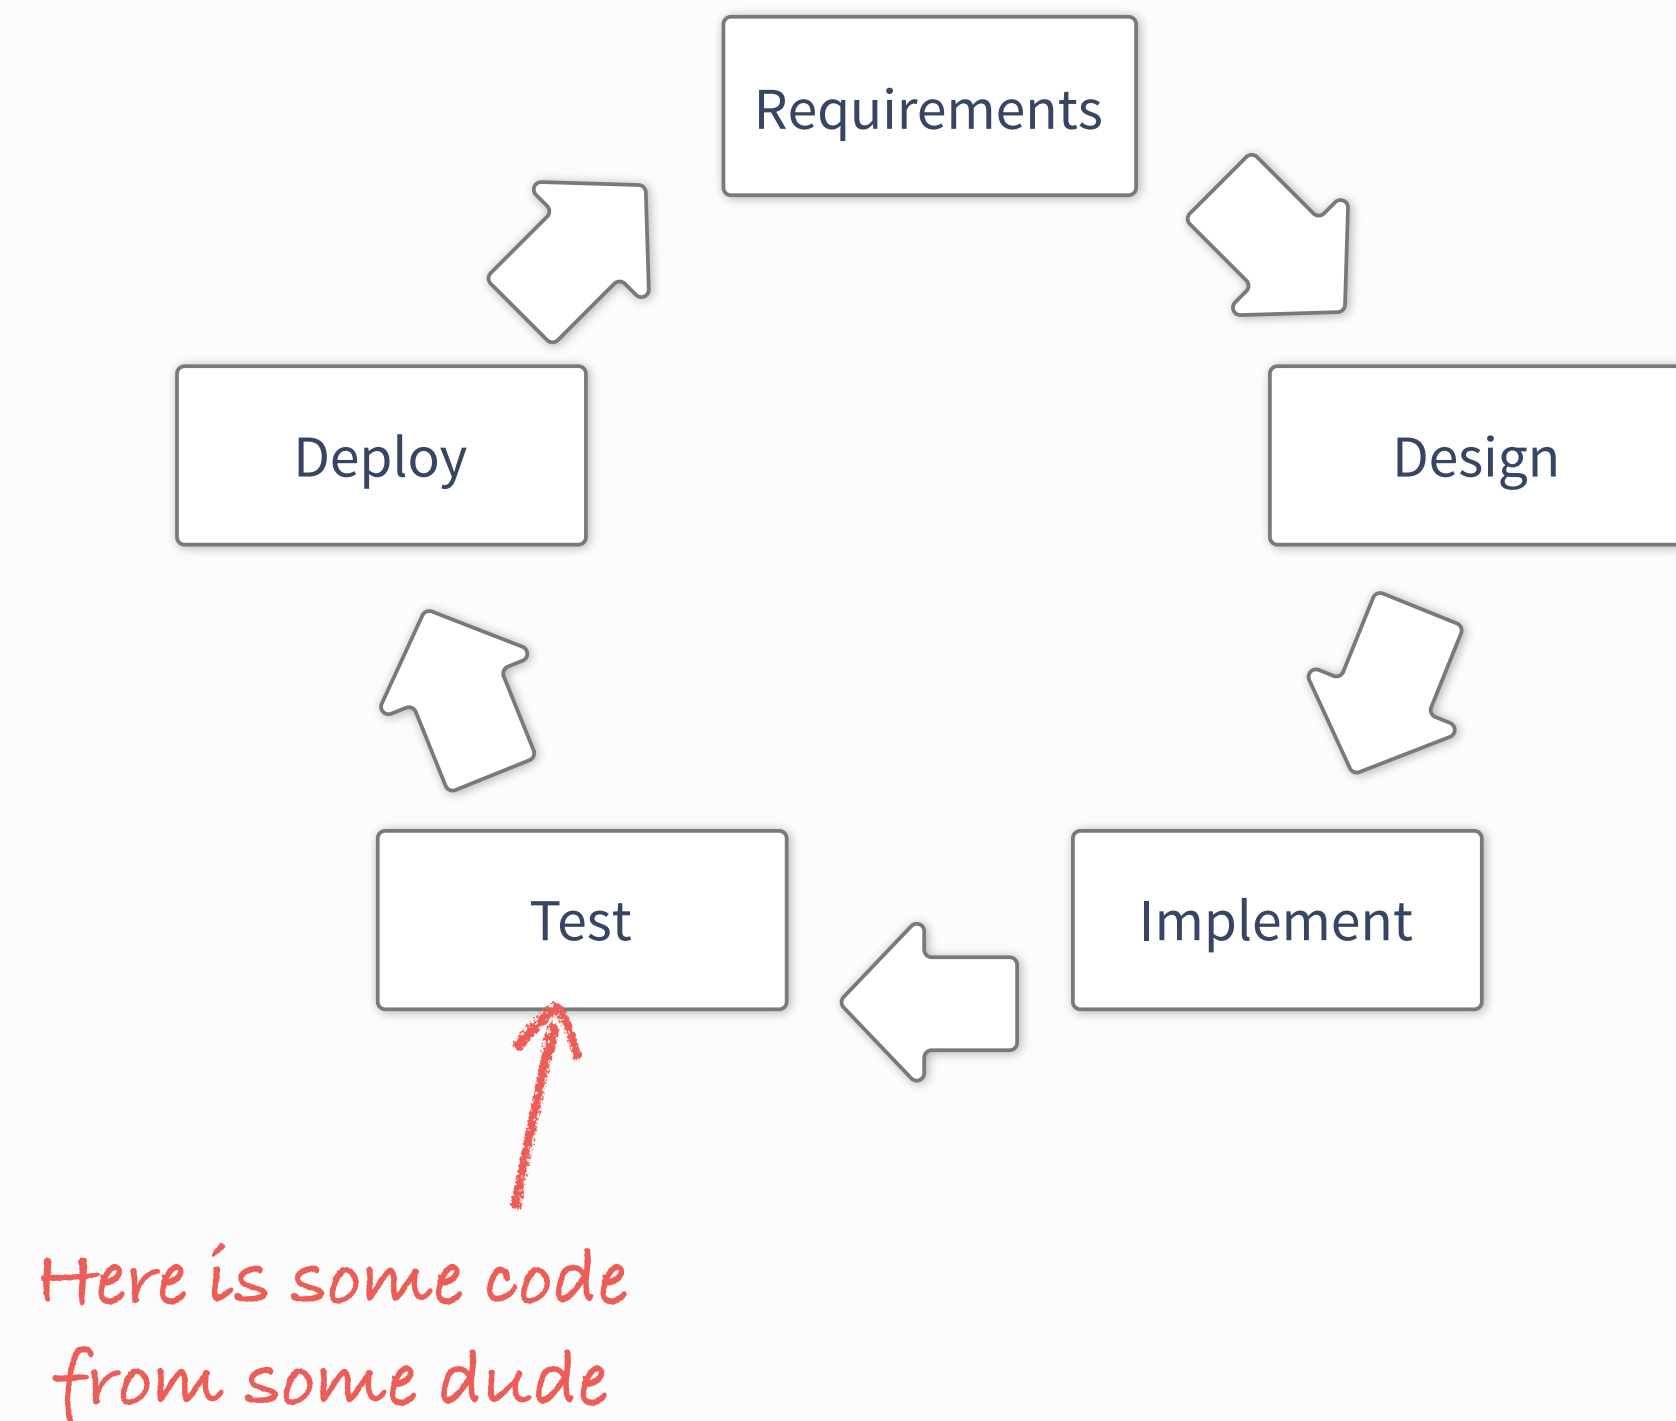 Requirements
Deploy
Design
Test
Implement
Here is some code
from some dude